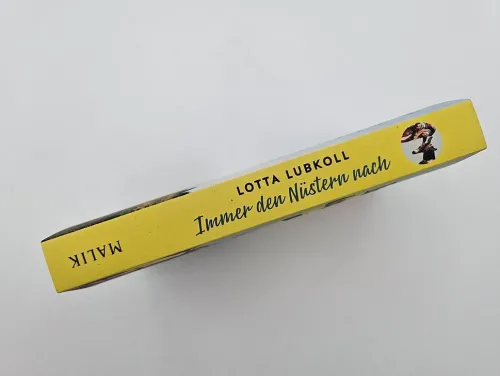 LOTTA LUBKOLL
Immer den Nüstern nach
MALIK